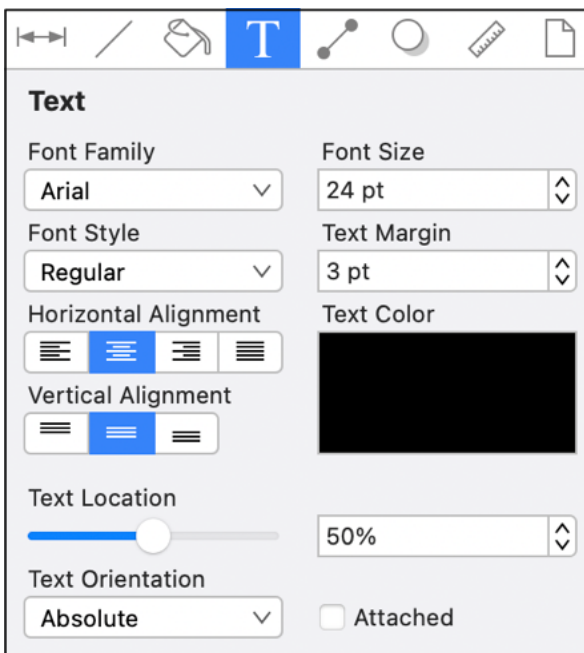 T
Text
Font Family Font Size
Arial 24 pt
Font Style Text Margin
Regular 3 pt
Horizontal Alignment Text Color
Vertical Alignment
Text Location
50%
Text Orientation
Absolute Attached